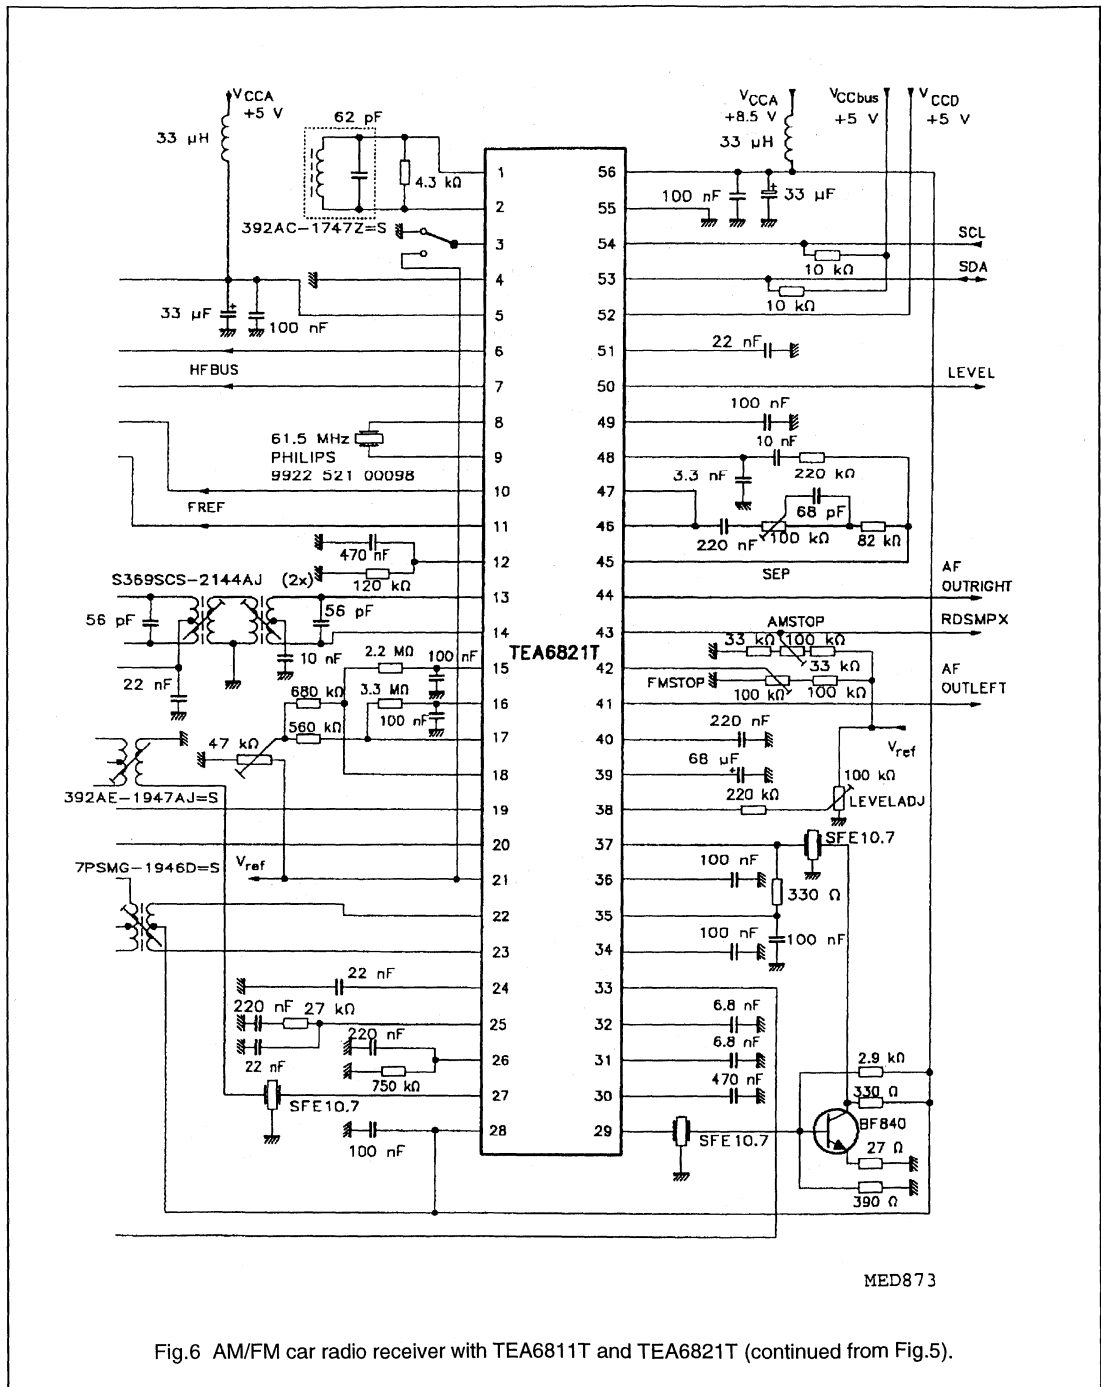 VCCA
+5 V
33 µH
62 pF
4.3 kΩ
392AC-1747Z=S
33 µF
100 nF
HFBUS
61.5 MHz
PHILIPS
9922 521 00098
FREF
470 nF
120 kΩ
S369SCS-2144AJ (2x)
56 pF
56 pF
10 nF
22 nF
2.2 MΩ
100 nF
680 kΩ
3.3 MΩ
100 nF
560 kΩ
47 kΩ
392AE-1947AJ=S
7PSMG-1946D=S
Vref
22 nF
220 nF
27 kΩ
22 nF
220 nF
750 kΩ
SFE10.7
100 nF
1
2
3
4
5
6
7
8
9
10
11
12
13
14
15
16
17
18
19
20
21
22
23
24
25
26
27
28
TEA6821T
56
55
54
53
52
51
50
49
48
47
46
45
44
43
42
41
40
39
38
37
36
35
34
33
32
31
30
29
VCCA
+8.5 V
33 µH
VCCbus
+5 V
VCCD
+5 V
100 nF
33 µF
SCL
10 kΩ
SDA
10 kΩ
22 nF
LEVEL
100 nF
10 nF
3.3 nF
220 kΩ
68 pF
220 nF
100 kΩ
82 kΩ
SEP
AF
OUTRIGHT
AMSTOP
RDSMPX
33 kΩ
100 kΩ
33 kΩ
FMSTOP
100 kΩ
100 kΩ
AF
OUTLEFT
220 nF
Vref
68 µF
100 kΩ
220 kΩ
LEVELADJ
SFE10.7
100 nF
330 Ω
100 nF
100 nF
6.8 nF
6.8 nF
470 nF
2.9 kΩ
330 Ω
BF840
SFE10.7
27 Ω
390 Ω
MED873
Fig.6 AM/FM car radio receiver with TEA6811T and TEA6821T (continued from Fig.5).